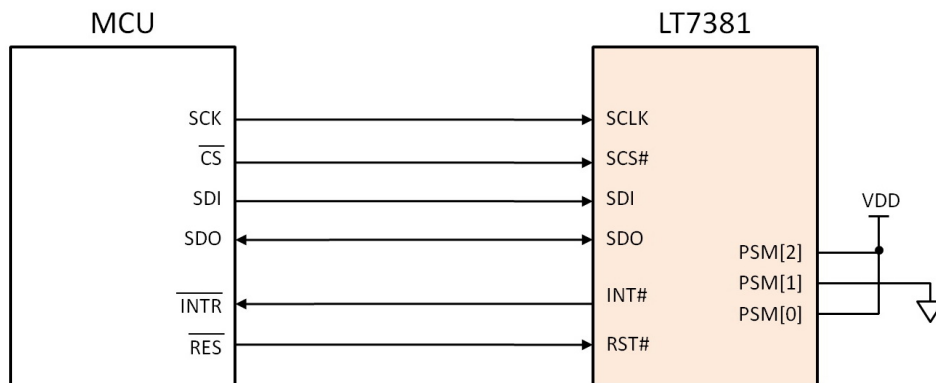 MCU
LT7381
SCK
SCLK
CS
SCS#
SDI
SDI
SDO
SDO
VDD
PSM[2]
PSM[1]
PSM[0]
INTR
INT#
RES
RST#